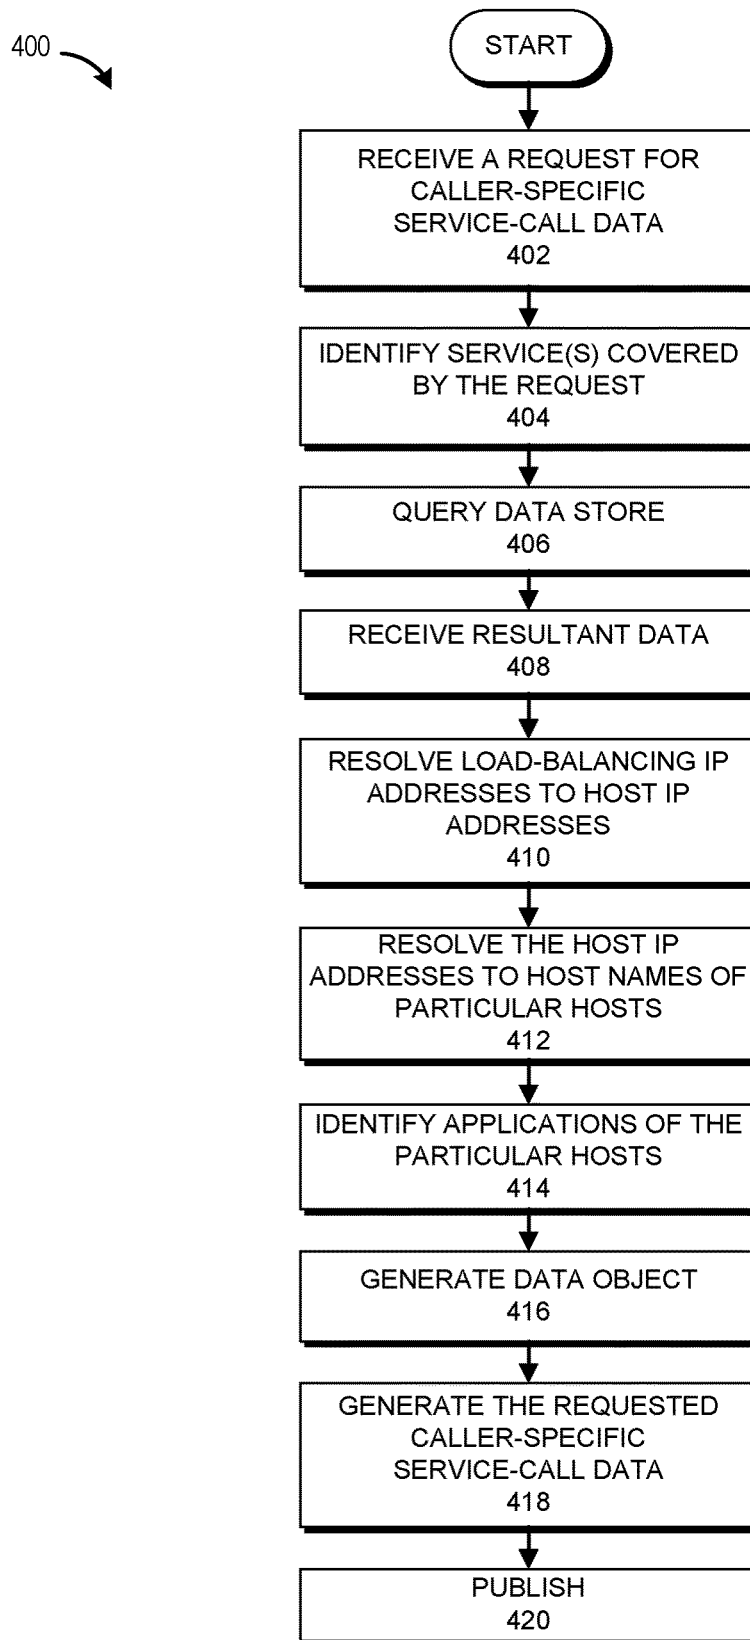 400
START
RECEIVE A REQUEST FOR
CALLER-SPECIFIC
SERVICE-CALL DATA
402
IDENTIFY SERVICE(S) COVERED
BY THE REQUEST
404
QUERY DATA STORE
406
RECEIVE RESULTANT DATA
408
RESOLVE LOAD-BALANCING IP
ADDRESSES TO HOST IP
ADDRESSES
410
RESOLVE THE HOST IP
ADDRESSES TO HOST NAMES OF
PARTICULAR HOSTS
412
IDENTIFY APPLICATIONS OF THE
PARTICULAR HOSTS
414
GENERATE DATA OBJECT
416
GENERATE THE REQUESTED
CALLER-SPECIFIC
SERVICE-CALL DATA
418
PUBLISH
420